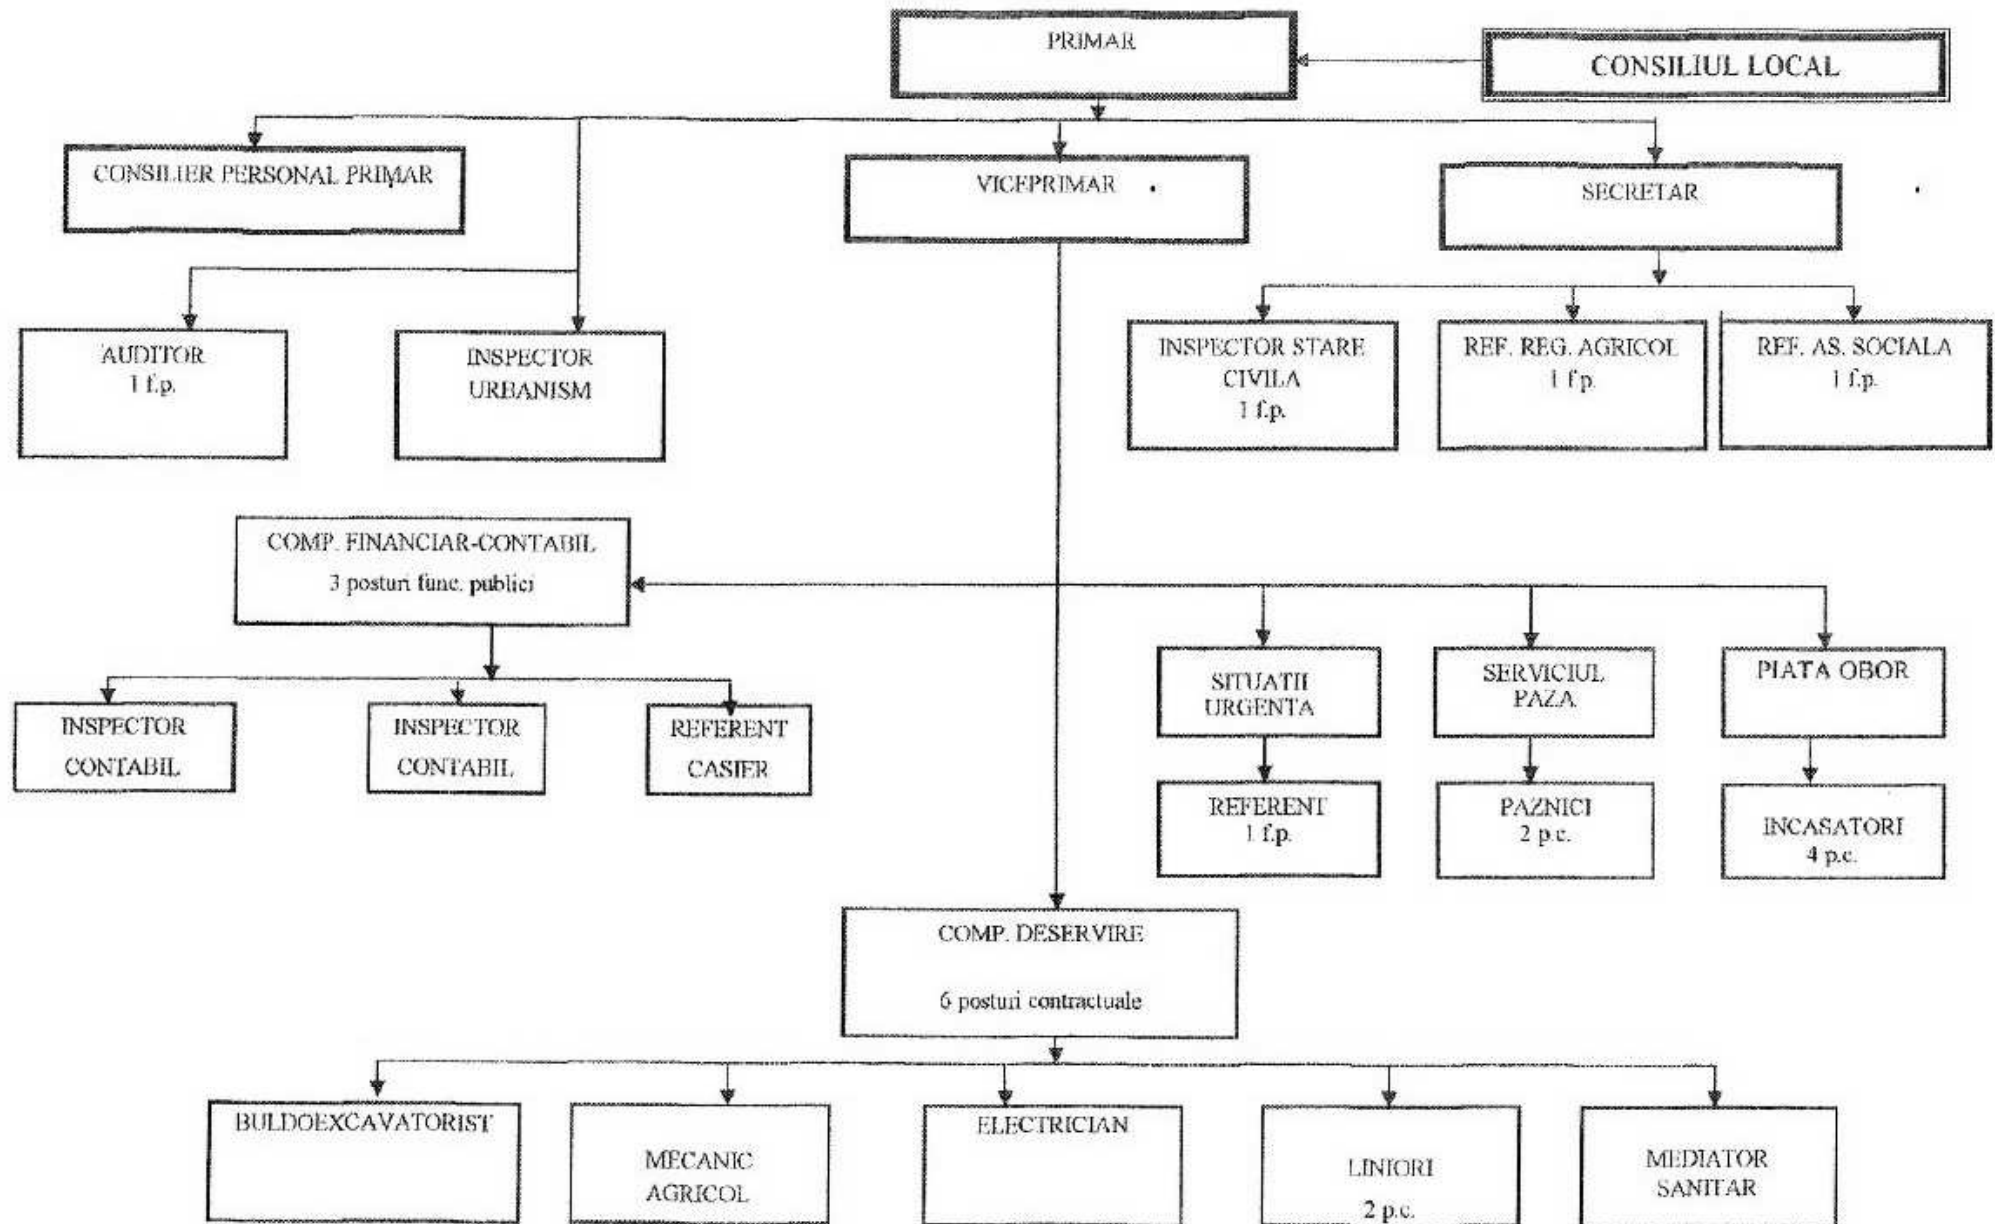 PRIMAR
CONSILIUL LOCAL
CONSILIER PERSONAL PRIMAR
VICEPRIMAR
SECRETAR
AUDITOR
1 f.p.
INSPECTOR
URBANISM
INSPECTOR STARE
CIVILA
1 f.p.
REF. REG. AGRICOL
1 f.p.
REF. AS. SOCIALA
1 f.p.
COMP. FINANCIAR-CONTABIL
3 posturi func. publici
INSPECTOR
CONTABIL
INSPECTOR
CONTABIL
REFERENT
CASIER
SITUATII
URGENTA
SERVICIUL
PAZA
PIATA OBOR
REFERENT
1 f.p.
PAZNICI
2 p.c.
INCASATORI
4 p.c.
COMP. DESERVIRE
6 posturi contractuale
BULDOEXCAVATORIST
MECANIC
AGRICOL
ELECTRICIAN
LINIORI
2 p.c.
MEDIATOR
SANITAR